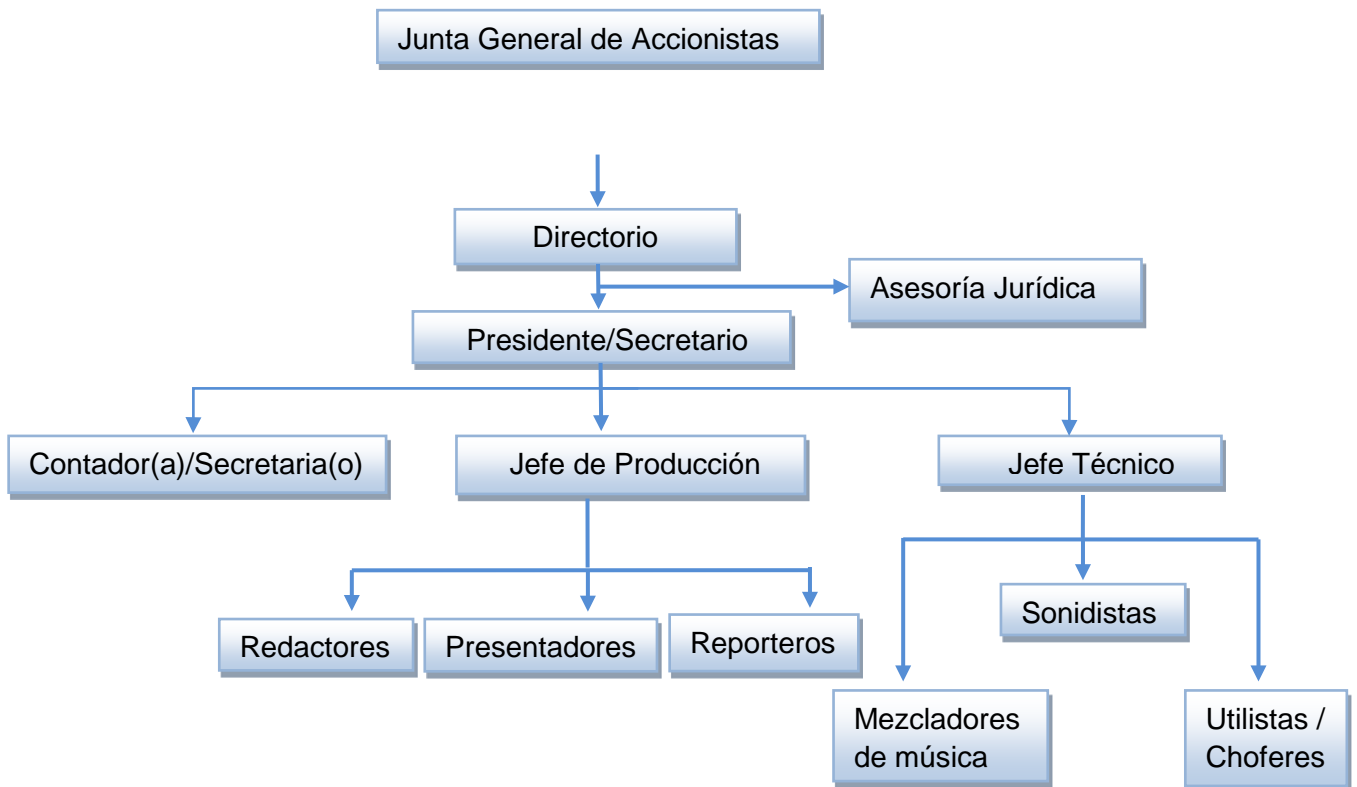 Junta General de Accionistas
Directorio
Asesoría Jurídica
Presidente/Secretario
Contador(a)/Secretaria(o)
Jefe de Producción
Jefe Técnico
Redactores
Presentadores
Reporteros
Sonidistas
Mezcladores
de música
Utilistas /
Choferes